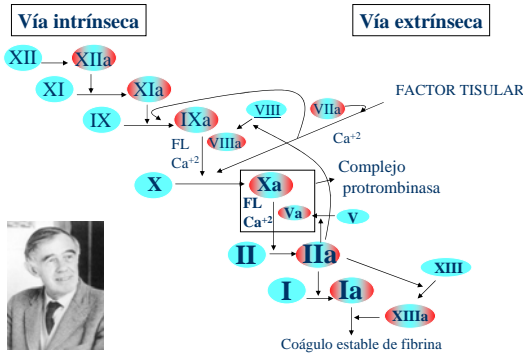 Vía intrínseca
Vía extrínseca
XII
XIIa
XI
XIa
IX
IXa
VIII
VIIa
FACTOR TISULAR
FL
Ca+2
VIIIa
Ca+2
X
Xa
Complejo
protrombinasa
FL
Ca+2
Va
V
II
IIa
XIII
I
Ia
XIIIa
Coágulo estable de fibrina